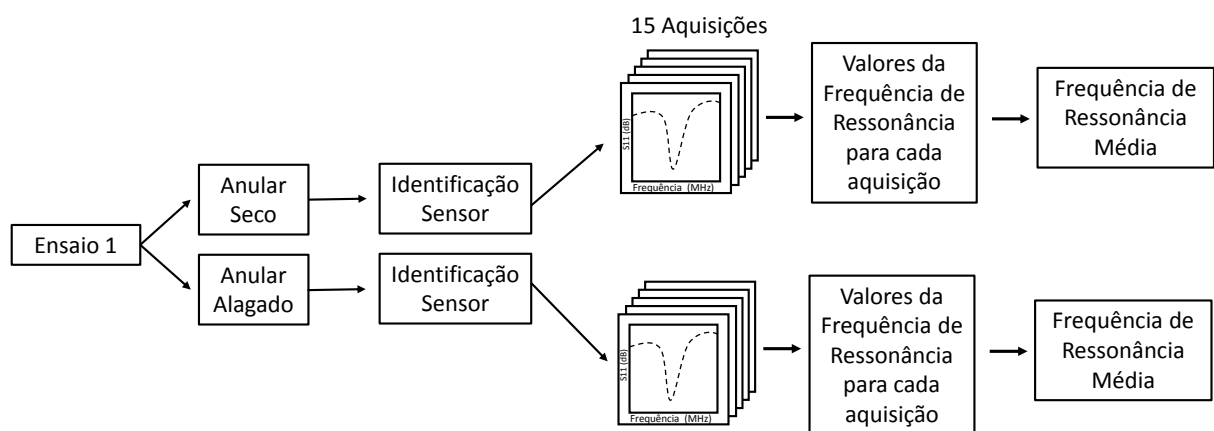 15 Aquisições
S11 (dB)
Frequência (MHz)
Valores da
Frequência de
Ressonância
para cada
aquisição
Frequência de
Ressonância
Média
Anular
Seco
Identificação
Sensor
Ensaio 1
Anular
Alagado
Identificação
Sensor
S11 (dB)
Frequência (MHz)
Valores da
Frequência de
Ressonância
para cada
aquisição
Frequência de
Ressonância
Média